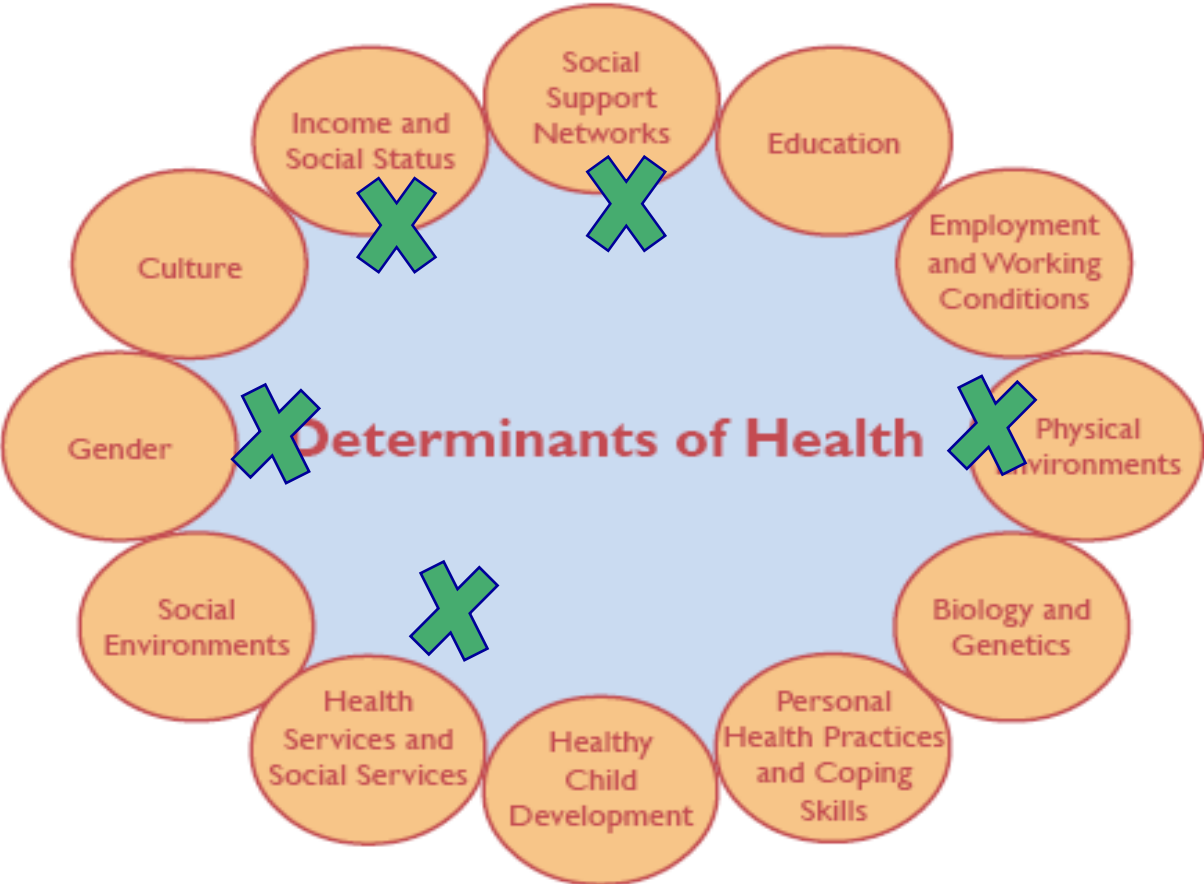 Social
Support
Networks
Income and
Social Status
Education
Culture
Employment
and Working
Conditions
Gender
Determinants of Health
Physical
Environments
Social
Environments
Biology and
Genetics
Health
Services and
Social Services
Healthy
Child
Development
Personal
Health Practices
and Coping
Skills